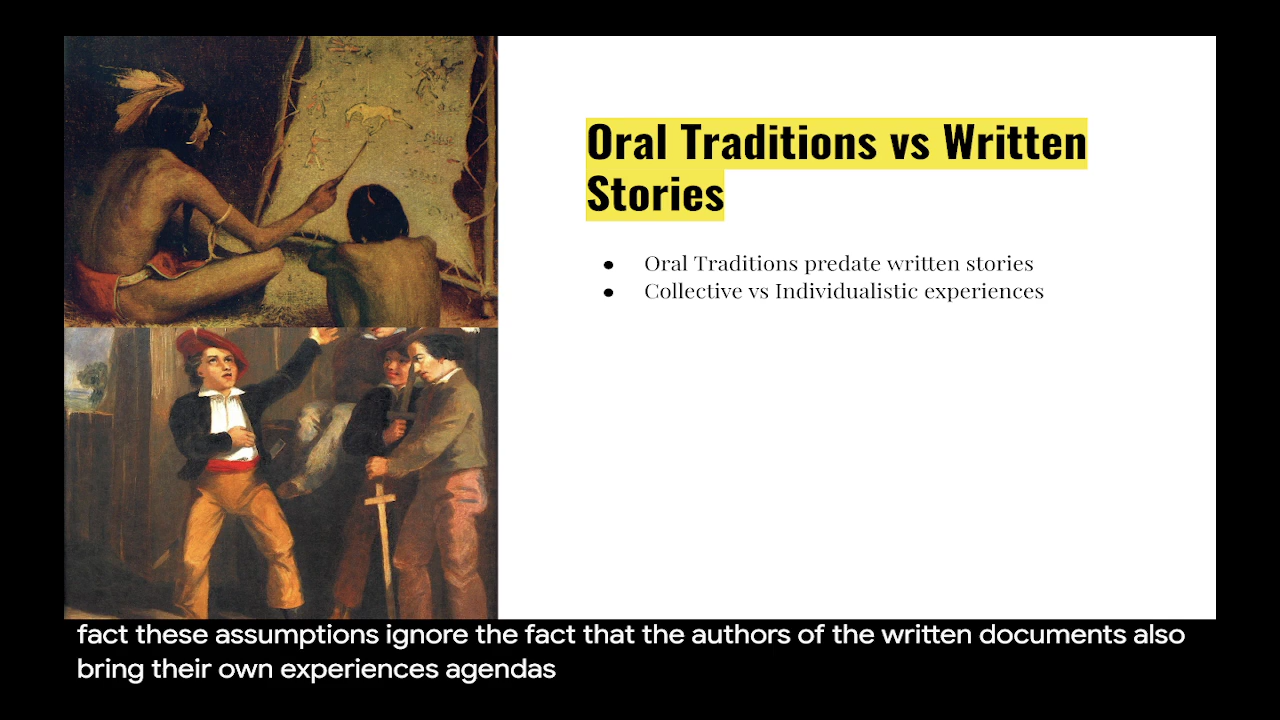 Oral Traditions vs Written
Stories
● Oral Traditions predate written stories
● Collective vs Individualistic experiences
fact these assumptions ignore the fact that the authors of the written documents also
bring their own experiences agendas